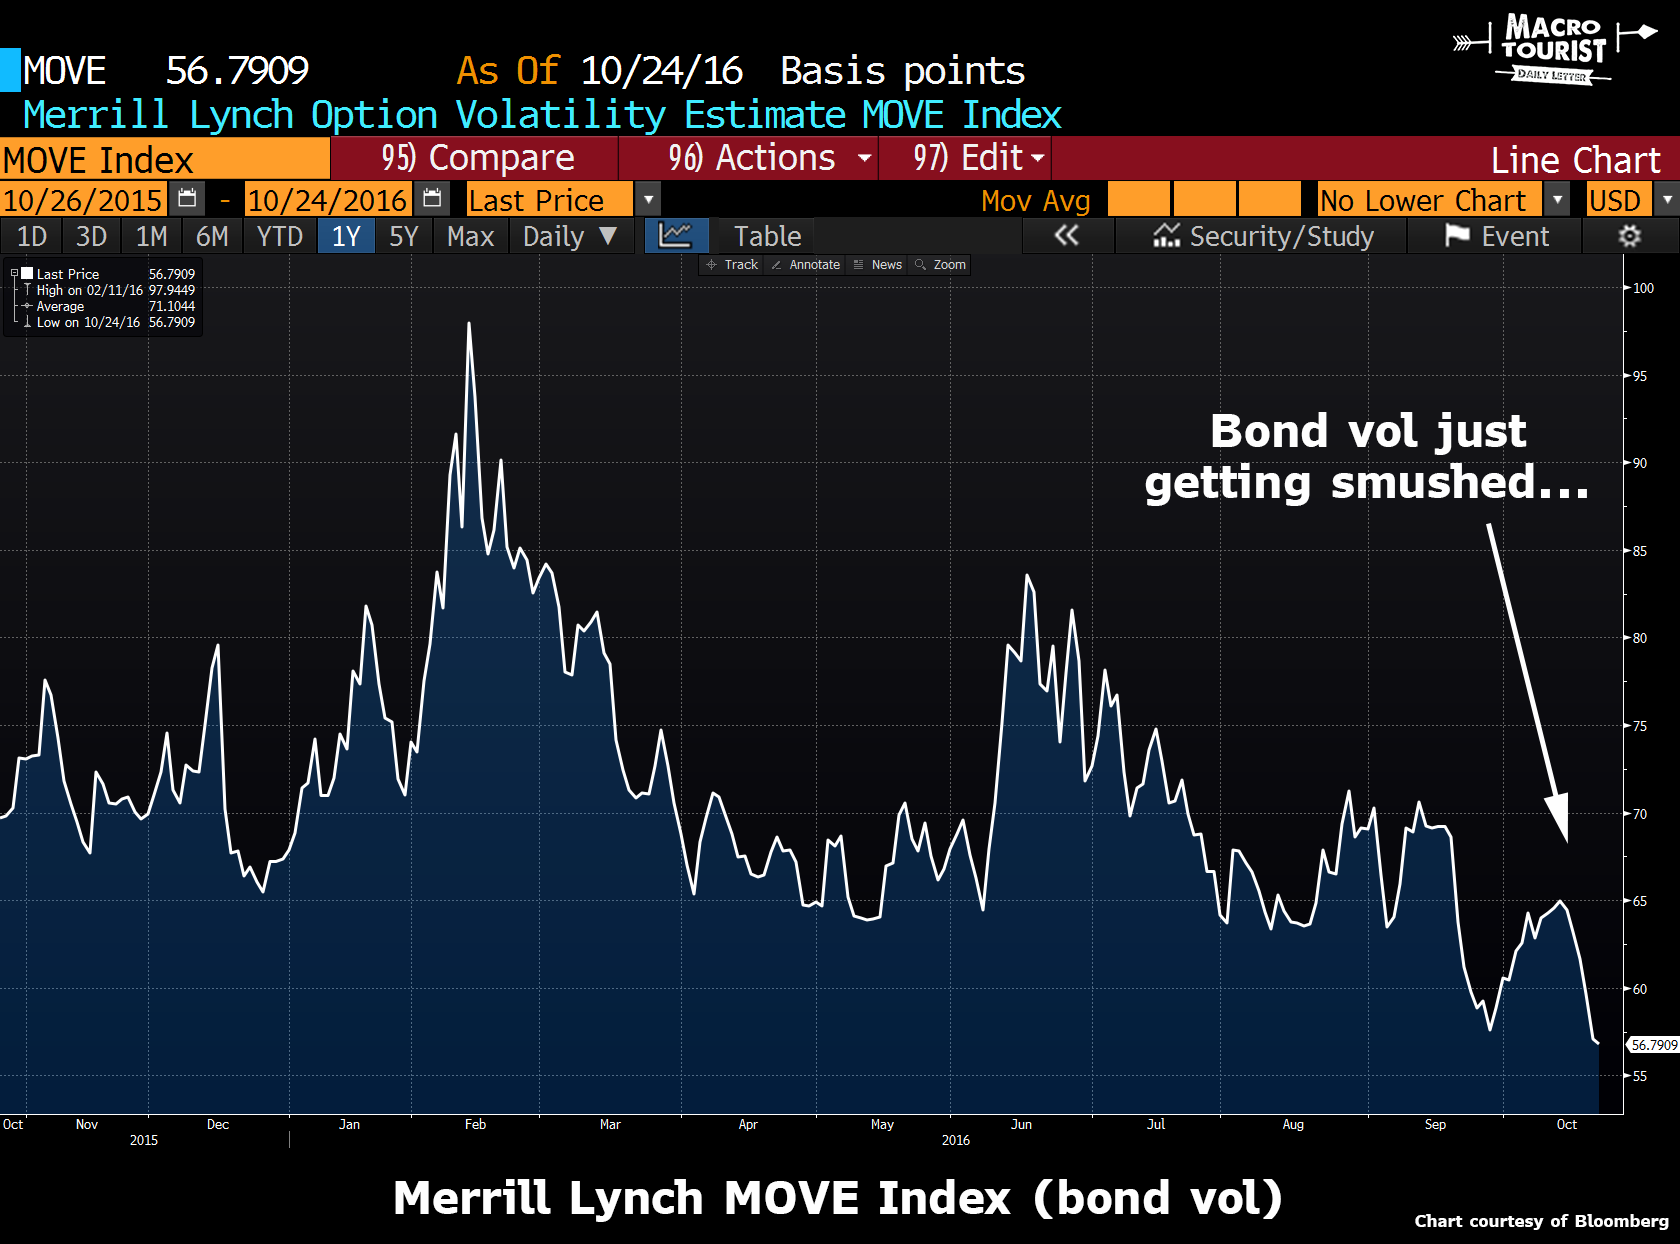 MACRO
TOURIST
DAILY LETTER
MOVE 56.7909 As Of 10/24/16 Basis points
Merrill Lynch Option Volatility Estimate MOVE Index
MOVE Index 95) Compare 96) Actions 97) Edit Line Chart
10/26/2015 - 10/24/2016 Last Price Mov Avg No Lower Chart USD
1D 3D 1M 6M YTD 1Y 5Y Max Daily ▼ Table « Security/Study Event
Track Annotate News Zoom
Last Price 56.7909
High on 02/11/16 97.9449
Average 71.1044
Low on 10/24/16 56.7909
100
95
Bond vol just
getting smushed...
90
85
80
75
70
65
60
56.7909
55
Oct Nov Dec Jan Feb Mar Apr May Jun Jul Aug Sep Oct
2015 2016
Merrill Lynch MOVE Index (bond vol)
Chart courtesy of Bloomberg